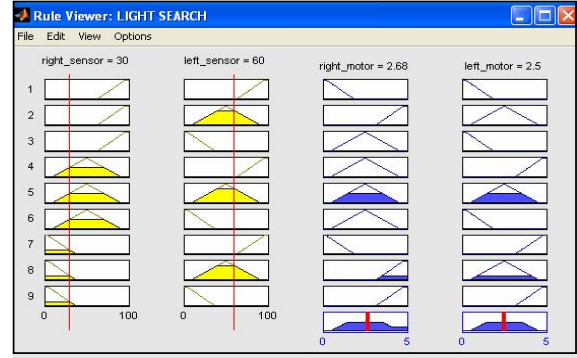 Rule Viewer: LIGHT SEARCH
File Edit View Options
right_sensor = 30 left_sensor = 60 right_motor = 2.68 left_motor = 2.5
1
2
3
4
5
6
7
8
9
0 100 0 100
0 5 0 5